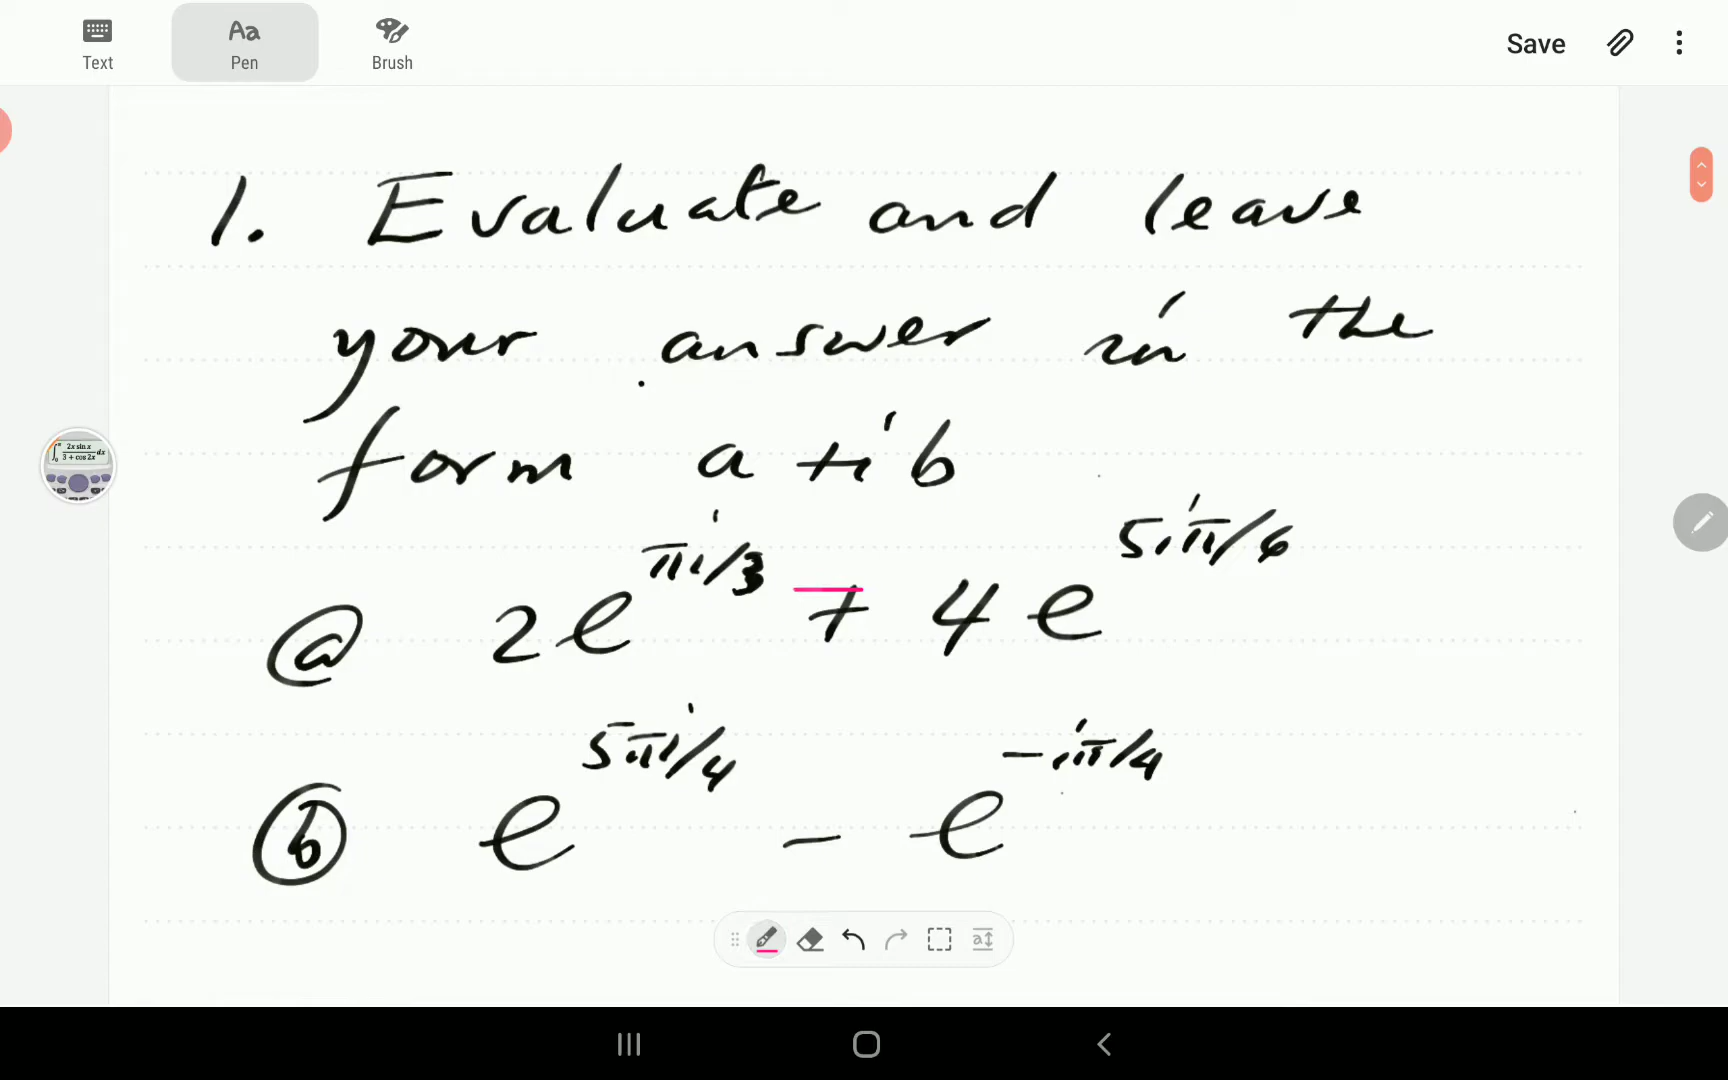 Text
Pen
Brush
Save
1. Evaluate and leave
your answer in the
form a + ib
ⓐ 2e^{πi/3} + 4e^{5iπ/6}
ⓑ e^{5πi/4} - e^{-iπ/4}